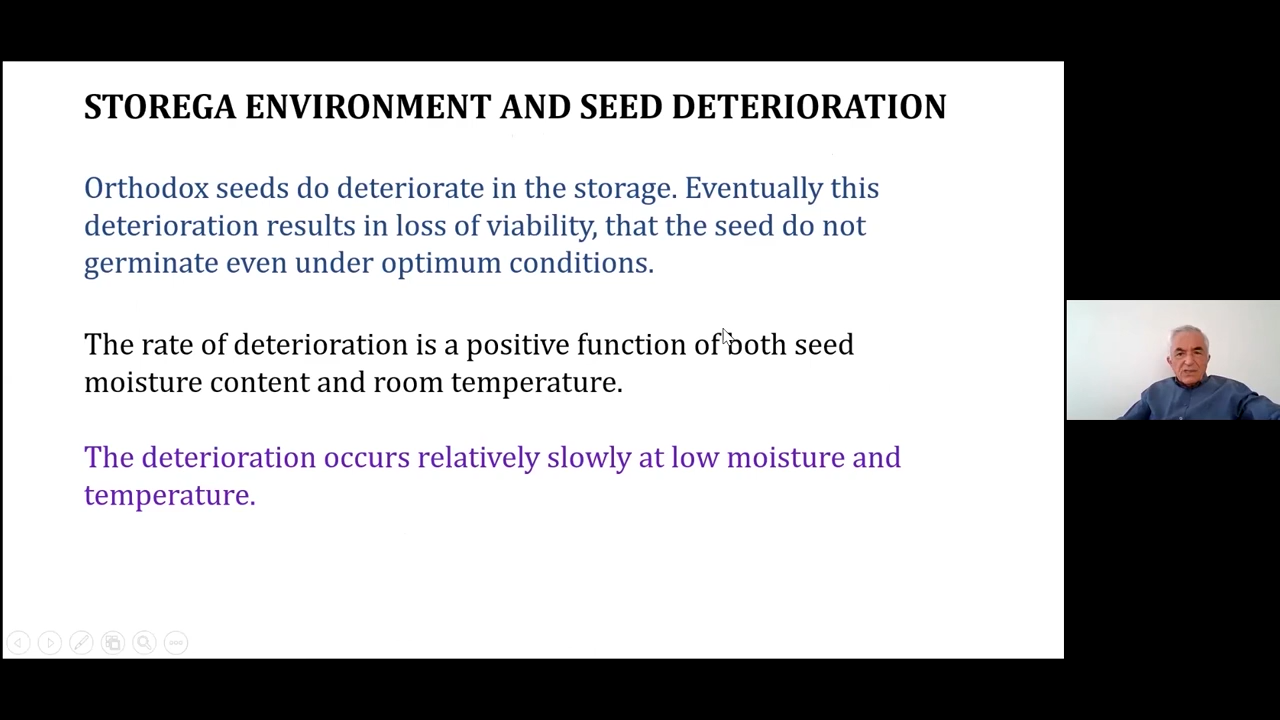 STOREGA ENVIRONMENT AND SEED DETERIORATION
Orthodox seeds do deteriorate in the storage. Eventually this
deterioration results in loss of viability, that the seed do not
germinate even under optimum conditions.
The rate of deterioration is a positive function of both seed
moisture content and room temperature.
The deterioration occurs relatively slowly at low moisture and
temperature.